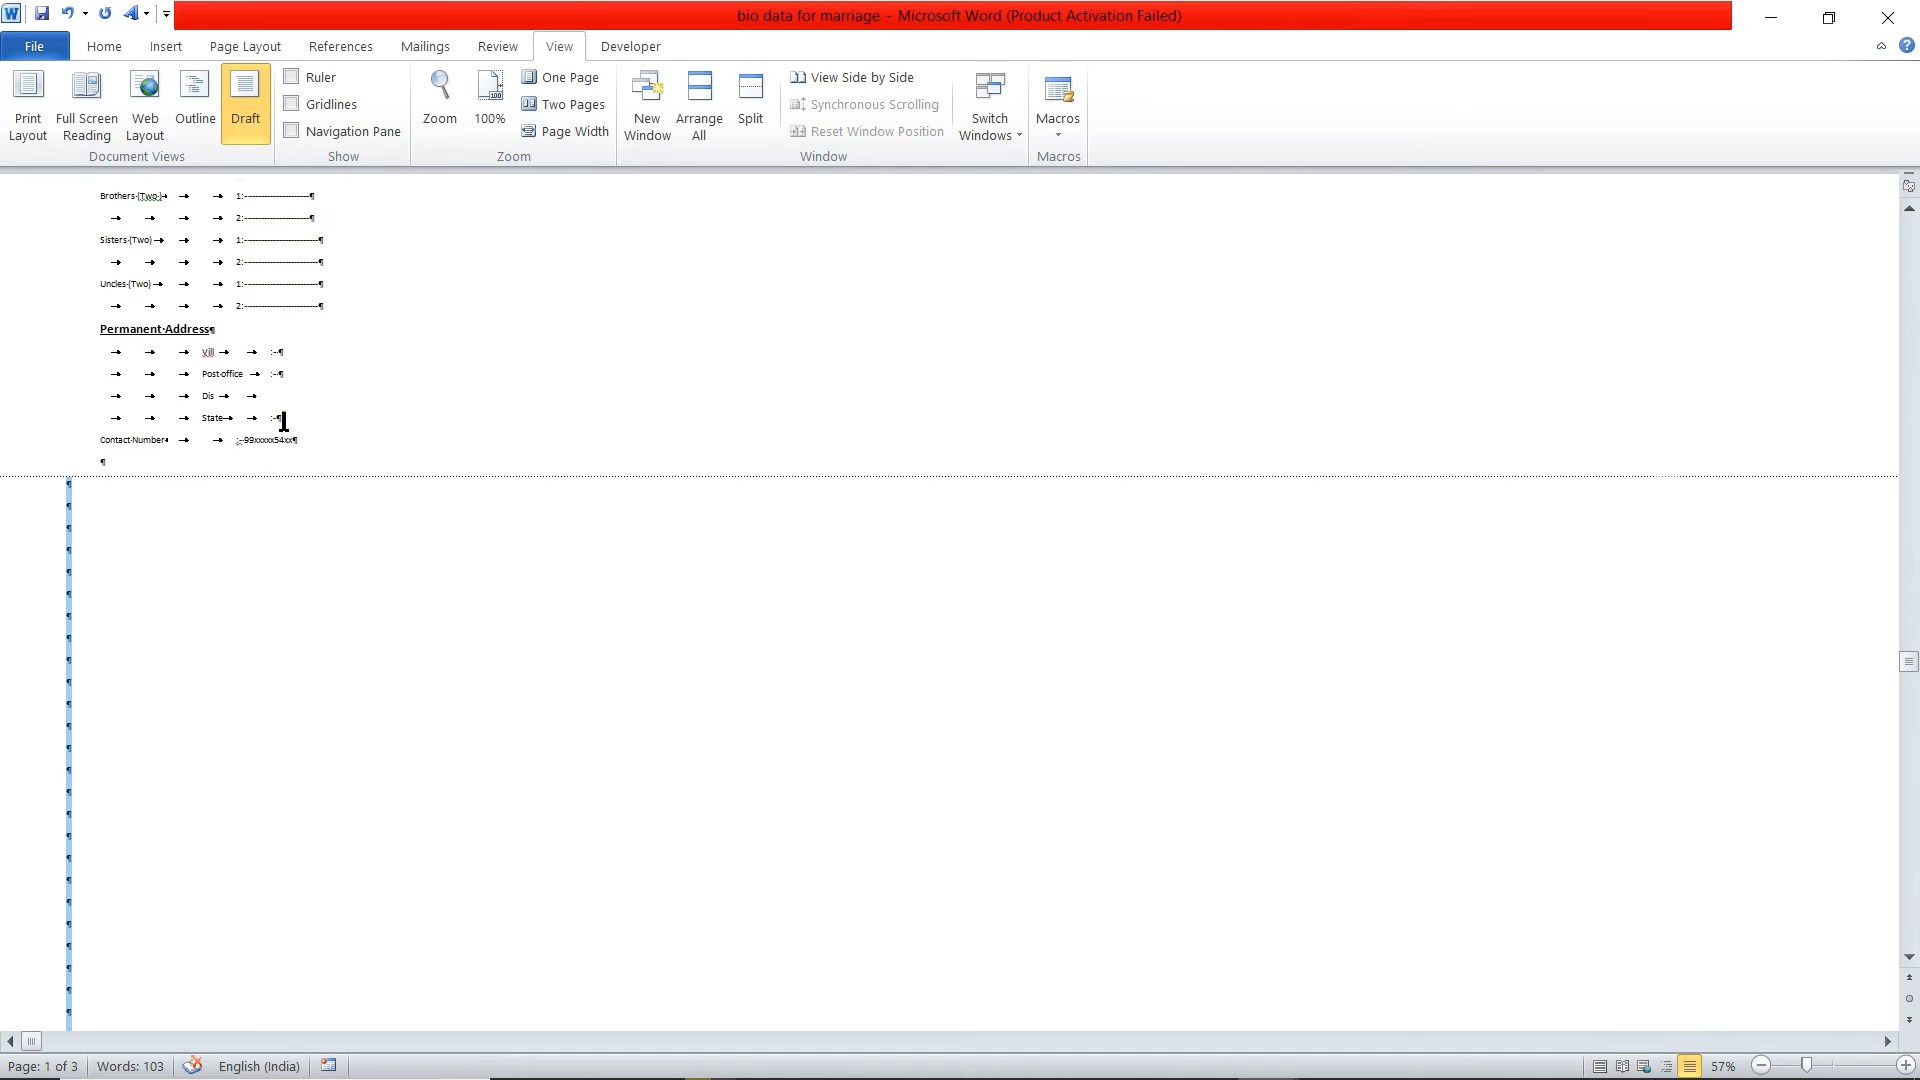 bio data for marriage - Microsoft Word (Product Activation Failed)
File Home Insert Page Layout References Mailings Review View Developer
Print Layout
Full Screen Reading
Web Layout
Outline
Draft
Document Views
Ruler
Gridlines
Navigation Pane
Show
Zoom
100%
One Page
Two Pages
Page Width
Zoom
New Window
Arrange All
Split
View Side by Side
Synchronous Scrolling
Reset Window Position
Window
Switch Windows
Macros
Macros
Brothers (Two) 1:-----------------------¶
2:-----------------------¶
Sisters (Two) 1:--------------------------¶
2:--------------------------¶
Uncles (Two) 1:--------------------------¶
2:--------------------------¶
Permanent Address¶
Vill :-¶
Post office :-¶
Dis
State :-¶
Contact Number :-99xxxxx54xx¶
Page: 1 of 3 Words: 103 English (India) 57%